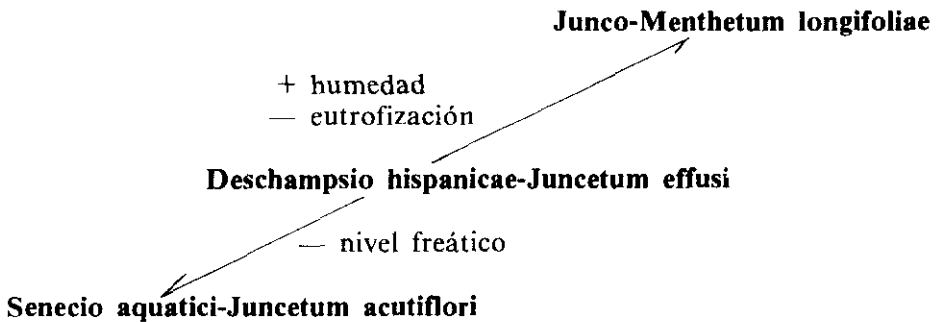 Junco-Menthetum longifoliae
+ humedad
— eutrofización
Deschampsio hispanicae-Juncetum effusi
— nivel freático
Senecio aquatici-Juncetum acutiflori